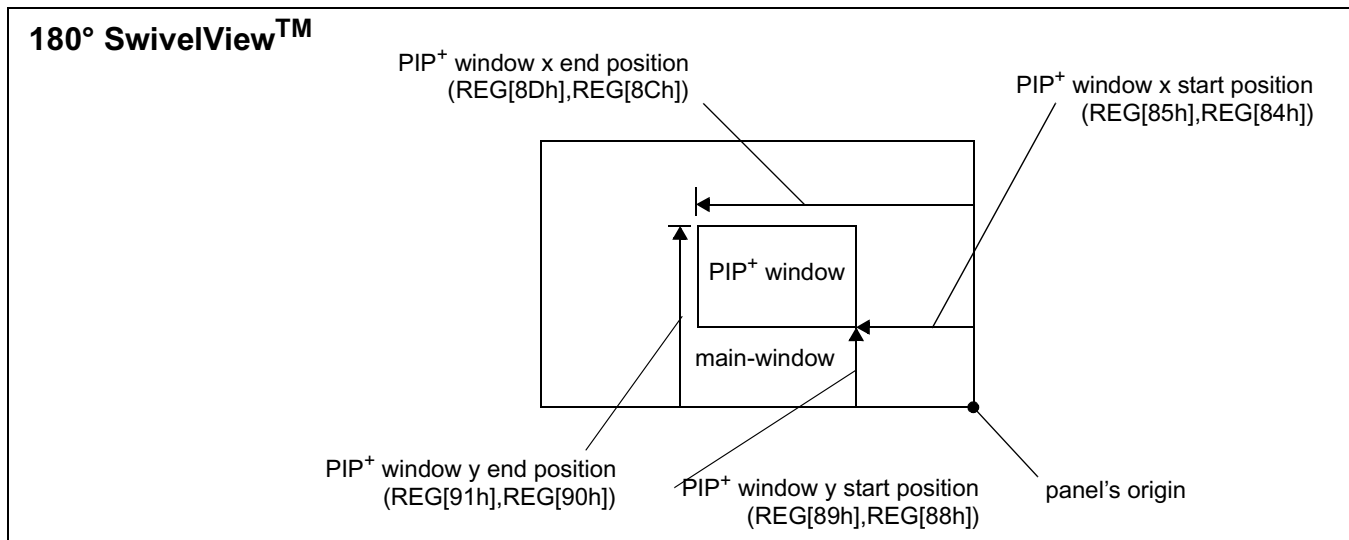 180° SwivelView™
PIP+ window x end position
(REG[8Dh],REG[8Ch])
PIP+ window x start position
(REG[85h],REG[84h])
PIP+ window
main-window
PIP+ window y end position
(REG[91h],REG[90h])
PIP+ window y start position
(REG[89h],REG[88h])
panel's origin